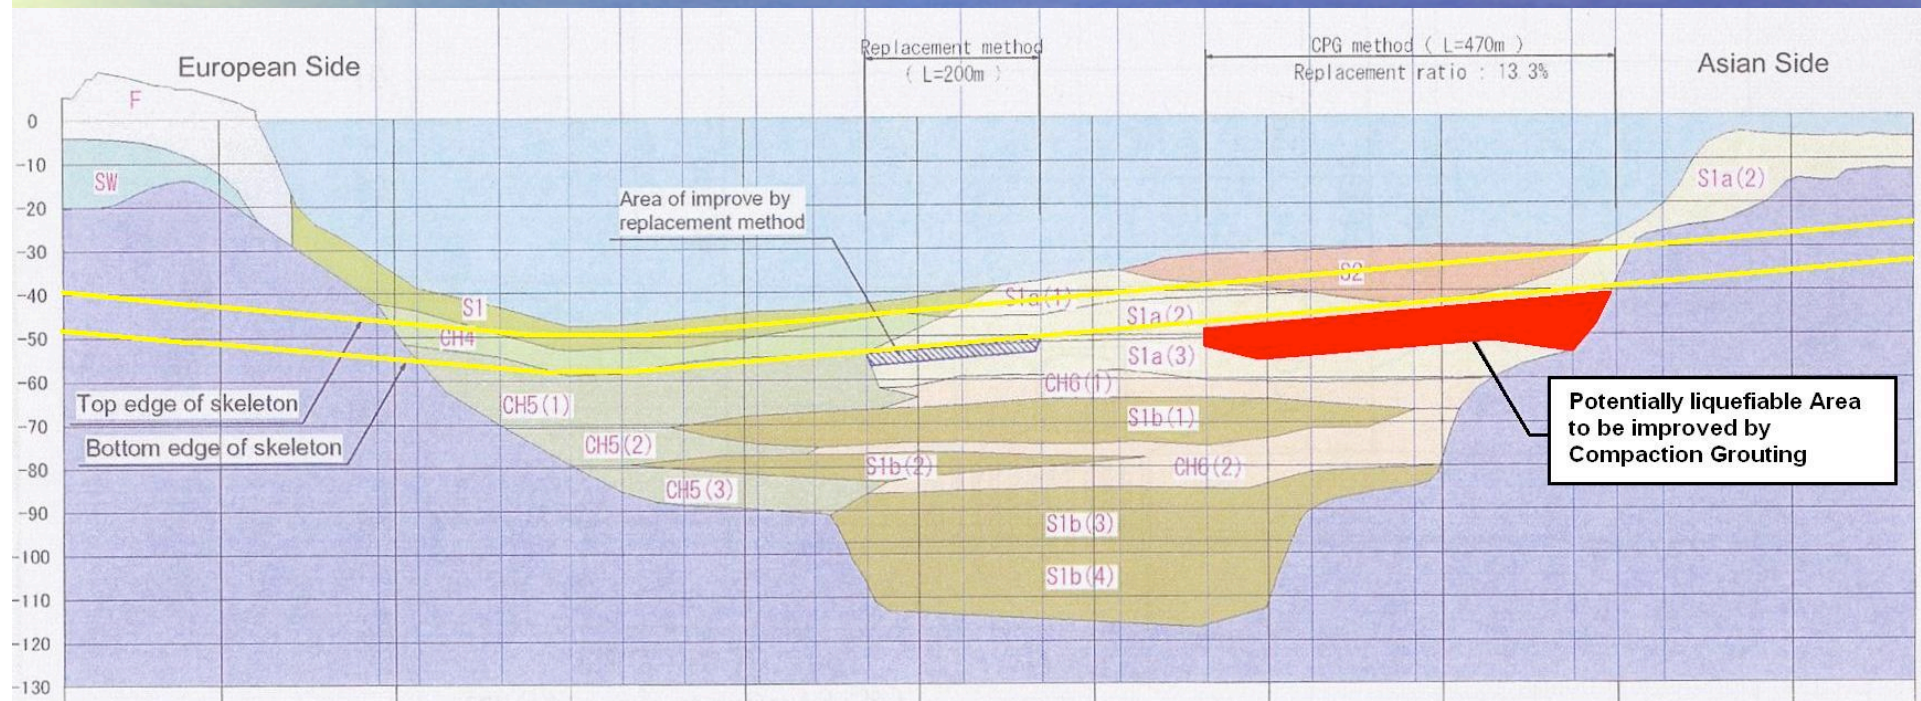 European Side
Replacement method
( L=200m )
CPG method ( L=470m )
Replacement ratio : 13.3%
Asian Side
F
SW
0
-10
-20
-30
-40
-50
-60
-70
-80
-90
-100
-110
-120
-130
Area of improve by
replacement method
S1a(2)
S2
S1
S1a(1)
CH4
S1a(2)
S1a(3)
Top edge of skeleton
Bottom edge of skeleton
CH5(1)
CH6(1)
S1b(1)
CH5(2)
S1b(2)
CH6(2)
CH5(3)
S1b(3)
S1b(4)
Potentially liquefiable Area
to be improved by
Compaction Grouting